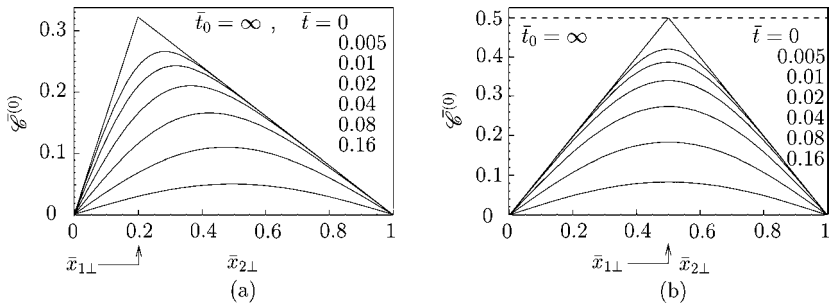 t̄₀ = ∞ , t̄ = 0
0.005
0.01
0.02
0.04
0.08
0.16
0.3
0.2
0.1
0
𝒞̄⁽⁰⁾
0 0.2 0.4 0.6 0.8 1
x̄₁⊥ x̄₂⊥
(a)
t̄₀ = ∞ t̄ = 0
0.005
0.01
0.02
0.04
0.08
0.16
0.5
0.4
0.3
0.2
0.1
0
𝒞̄⁽⁰⁾
0 0.2 0.4 0.6 0.8 1
x̄₁⊥ x̄₂⊥
(b)